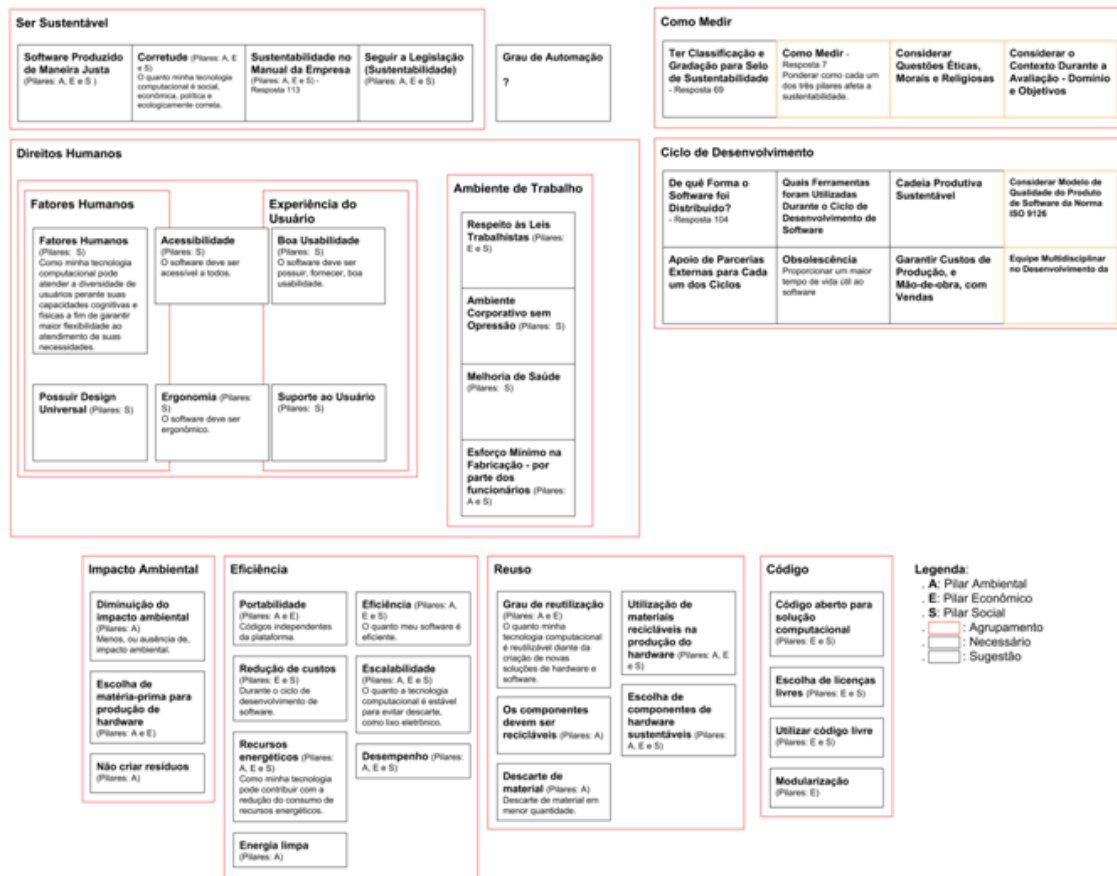 Ser Sustentável
Software Produzido
de Maneira Justa
(Pilares: A, E e S )
Corretude (Pilares: A, E
e S)
O quanto minha tecnologia
computacional é social,
econômica, política e
ecologicamente correta.
Sustentabilidade no
Manual da Empresa
(Pilares: A, E e S) -
Resposta 113
Seguir a Legislação
(Sustentabilidade)
(Pilares: A, E e S)
Grau de Automação
?
Como Medir
Ter Classificação e
Gradação para Selo
de Sustentabilidade
- Resposta 69
Como Medir -
Resposta 7
Ponderar como cada um
dos três pilares afeta a
sustentabilidade.
Considerar
Questões Éticas,
Morais e Religiosas
Considerar o
Contexto Durante a
Avaliação - Domínio
e Objetivos
Direitos Humanos
Fatores Humanos
Fatores Humanos
(Pilares: S)
Como minha tecnologia
computacional pode
atender a diversidade de
usuários perante suas
capacidades cognitivas e
físicas a fim de garantir
maior flexibilidade ao
atendimento de suas
necessidades.
Acessibilidade
(Pilares: S)
O software deve ser
acessível a todos.
Experiência do
Usuário
Boa Usabilidade
(Pilares: S)
O software deve ser
possuir, fornecer, boa
usabilidade.
Possuir Design
Universal (Pilares: S)
Ergonomia (Pilares:
S)
O software deve ser
ergonômico.
Suporte ao Usuário
(Pilares: S)
Ambiente de Trabalho
Respeito às Leis
Trabalhistas (Pilares:
E e S)
Ambiente
Corporativo sem
Opressão (Pilares: S)
Melhoria de Saúde
(Pilares: S)
Esforço Mínimo na
Fabricação - por
parte dos
funcionários (Pilares:
A e S)
Ciclo de Desenvolvimento
De quê Forma o
Software foi
Distribuído?
- Resposta 104
Quais Ferramentas
foram Utilizadas
Durante o Ciclo de
Desenvolvimento de
Software
Cadeia Produtiva
Sustentável
Considerar Modelo de
Qualidade do Produto
de Software da Norma
ISO 9126
Apoio de Parcerias
Externas para Cada
um dos Ciclos
Obsolescência
Proporcionar um maior
tempo de vida útil ao
software
Garantir Custos de
Produção, e
Mão-de-obra, com
Vendas
Equipe Multidisciplinar
no Desenvolvimento da
Impacto Ambiental
Diminuição do
impacto ambiental
(Pilares: A)
Menos, ou ausência de,
impacto ambiental.
Escolha de
matéria-prima para
produção de
hardware
(Pilares: A e E)
Não criar resíduos
(Pilares: A)
Eficiência
Portabilidade
(Pilares: A e E)
Códigos independentes
da plataforma.
Eficiência (Pilares: A,
E e S)
O quanto meu software é
eficiente.
Redução de custos
(Pilares: E e S)
Durante o ciclo de
desenvolvimento de
software.
Escalabilidade
(Pilares: A, E e S)
O quanto a tecnologia
computacional é estável
para evitar descarte,
como lixo eletrônico.
Recursos
energéticos (Pilares:
A, E e S)
Como minha tecnologia
pode contribuir com a
redução do consumo de
recursos energéticos.
Desempenho (Pilares:
A, E e S)
Energia limpa
(Pilares: A)
Reuso
Grau de reutilização
(Pilares: A e E)
O quanto minha
tecnologia computacional
é reutilizável diante da
criação de novas
soluções de hardware e
software.
Utilização de
materiais
recicláveis na
produção do
hardware (Pilares: A,
E e S)
Os componentes
devem ser
recicláveis (Pilares: A)
Escolha de
componentes de
hardware
sustentáveis (Pilares:
A, E e S)
Descarte de
material (Pilares: A)
Descarte de material em
menor quantidade.
Código
Código aberto para
solução
computacional
(Pilares: E e S)
Escolha de licenças
livres (Pilares: E e S)
Utilizar código livre
(Pilares: E e S)
Modularização
(Pilares: E)
Legenda:
. A: Pilar Ambiental
. E: Pilar Econômico
. S: Pilar Social
. : Agrupamento
. : Necessário
. : Sugestão